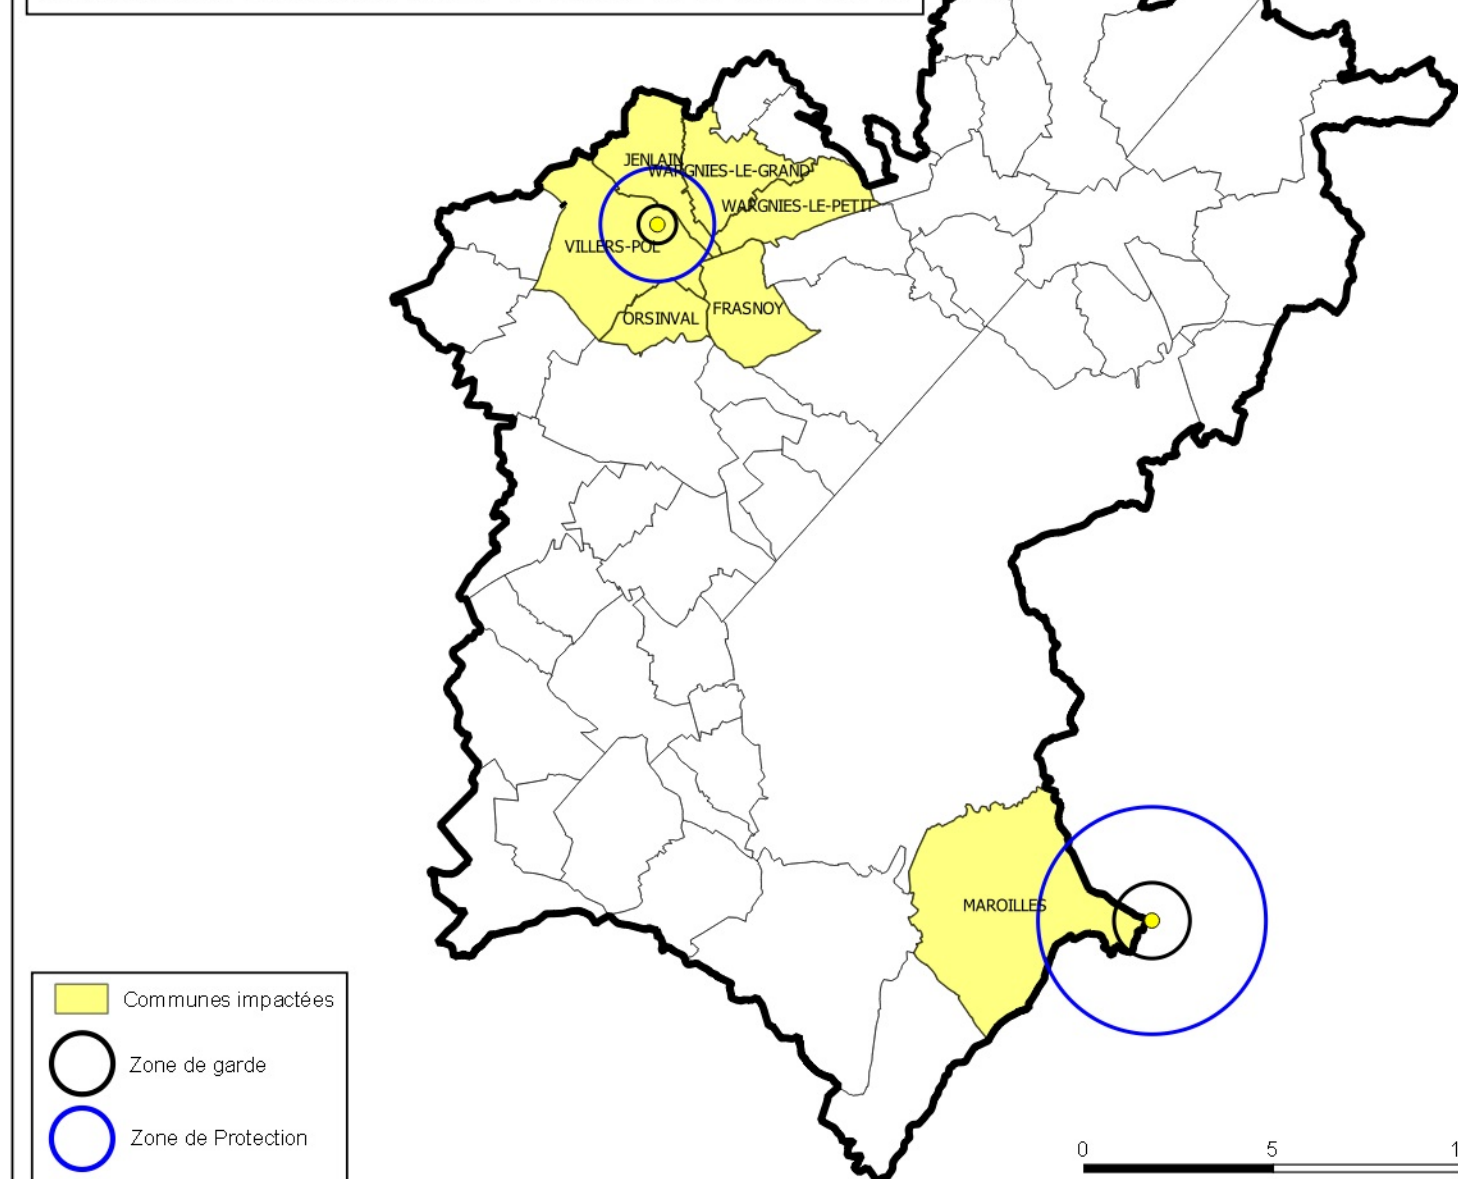 JENLAIN
WARGNIES-LE-GRAND
WARGNIES-LE-PETIT
VILLERS-POL
FRASNOY
ORSINVAL
MAROILLES
Communes impactées
Zone de garde
Zone de Protection
0 5 1